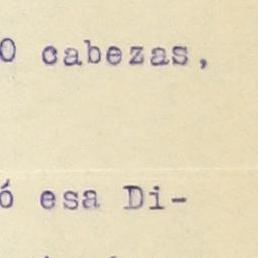 0 cabezas,
ó esa Di-